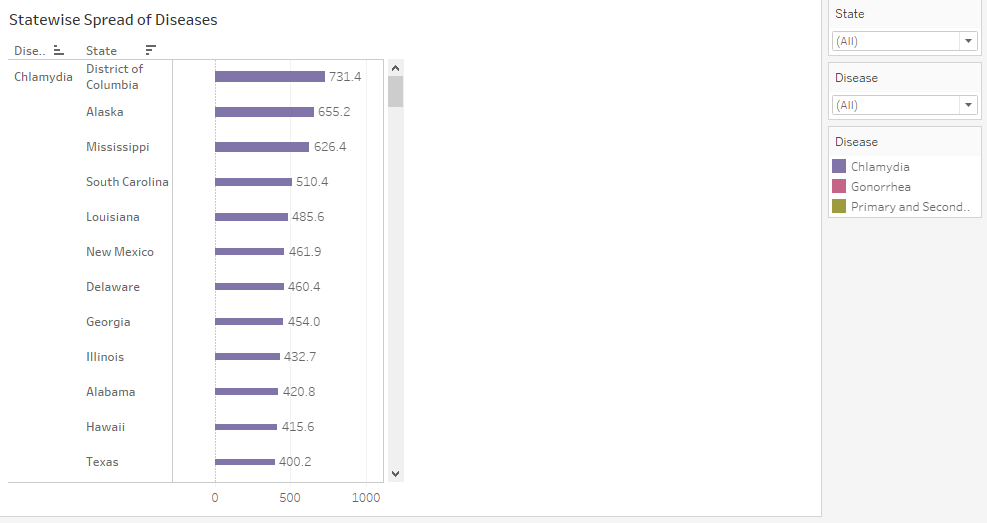 Statewise Spread of Diseases
Dise.. State
Chlamydia District of Columbia 731.4
Alaska 655.2
Mississippi 626.4
South Carolina 510.4
Louisiana 485.6
New Mexico 461.9
Delaware 460.4
Georgia 454.0
Illinois 432.7
Alabama 420.8
Hawaii 415.6
Texas 400.2
0 500 1000
State
(All)
Disease
(All)
Disease
Chlamydia
Gonorrhea
Primary and Second..